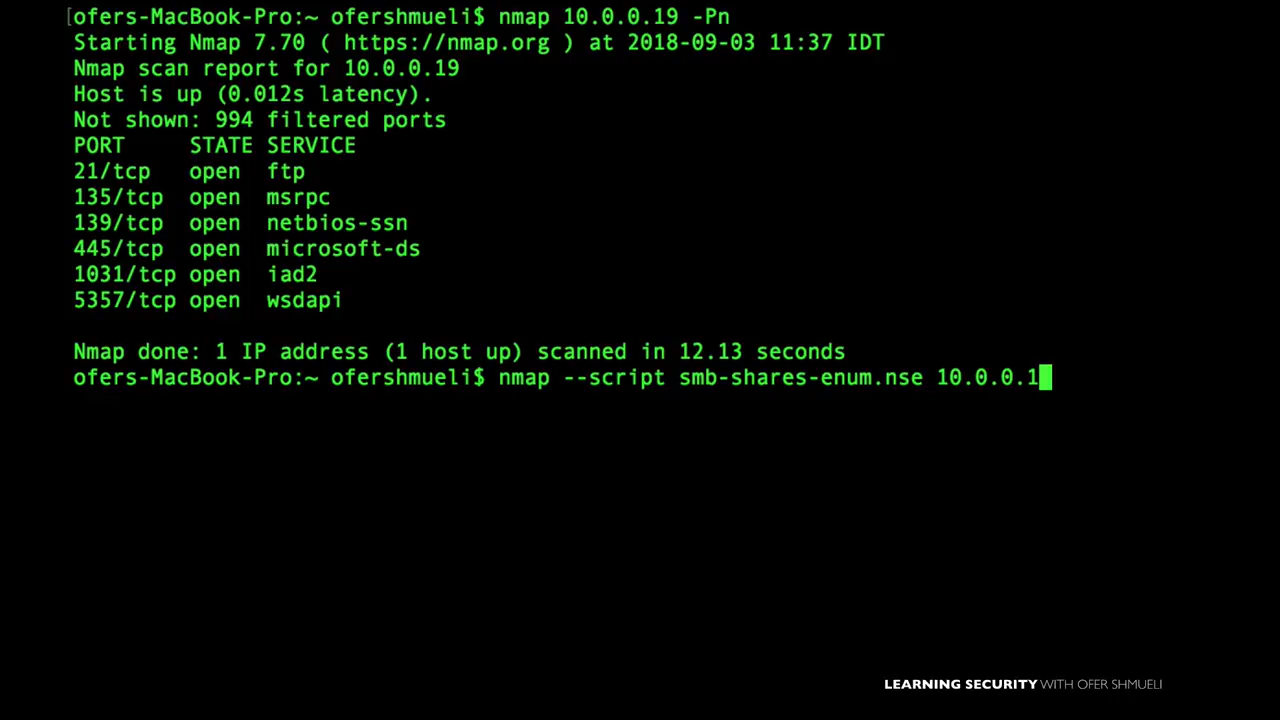 [ofers-MacBook-Pro:~ ofershmueli$ nmap 10.0.0.19 -Pn
Starting Nmap 7.70 ( https://nmap.org ) at 2018-09-03 11:37 IDT
Nmap scan report for 10.0.0.19
Host is up (0.012s latency).
Not shown: 994 filtered ports
PORT     STATE SERVICE
21/tcp   open  ftp
135/tcp  open  msrpc
139/tcp  open  netbios-ssn
445/tcp  open  microsoft-ds
1031/tcp open  iad2
5357/tcp open  wsdapi
Nmap done: 1 IP address (1 host up) scanned in 12.13 seconds
ofers-MacBook-Pro:~ ofershmueli$ nmap --script smb-shares-enum.nse 10.0.0.1
LEARNING SECURITY WITH OFER SHMUELI